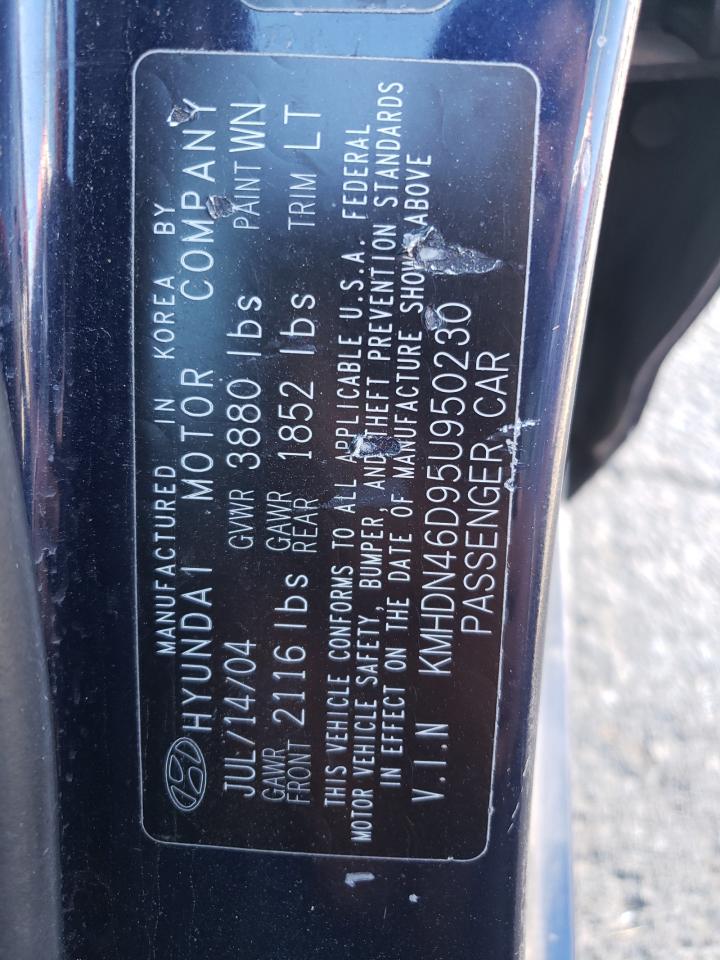 MANUFACTURED IN KOREA BY
HYUNDAI MOTOR COMPANY
JUL/14/04 GVWR 3880 lbs PAINT WN
GAWR FRONT 2116 lbs GAWR REAR 1852 lbs TRIM LT
THIS VEHICLE CONFORMS TO ALL APPLICABLE U.S.A. FEDERAL
MOTOR VEHICLE SAFETY, BUMPER, AND THEFT PREVENTION STANDARDS
IN EFFECT ON THE DATE OF MANUFACTURE SHOWN ABOVE
V.I.N KMHDN46D95U950230
PASSENGER CAR